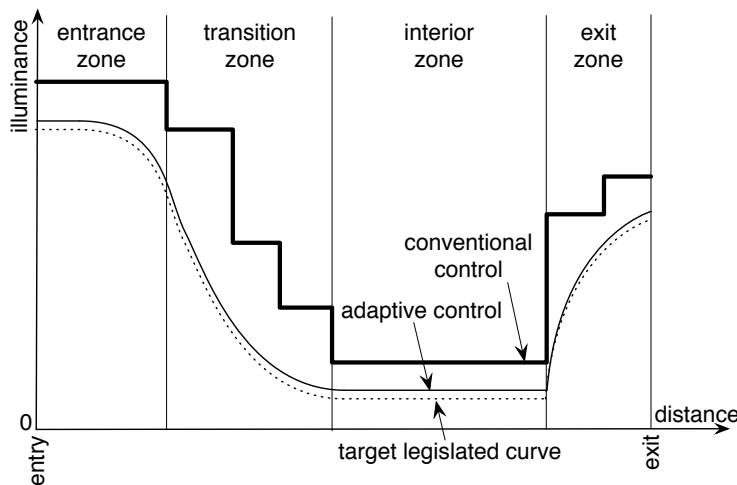 entrance
zone
transition
zone
interior
zone
exit
zone
illuminance
conventional
control
adaptive control
target legislated curve
0
distance
entry
exit